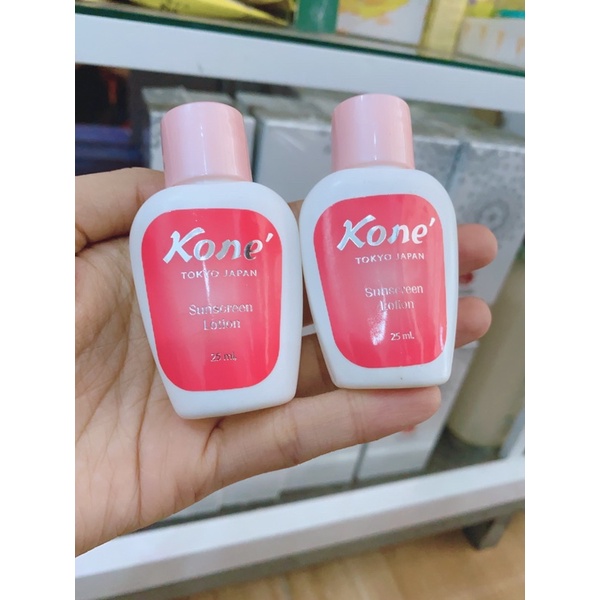 Kone'
TOKYO JAPAN
Sunscreen
Lotion
25 mL
Kone'
TOKYO JAPAN
Sunscreen
Lotion
25 mL